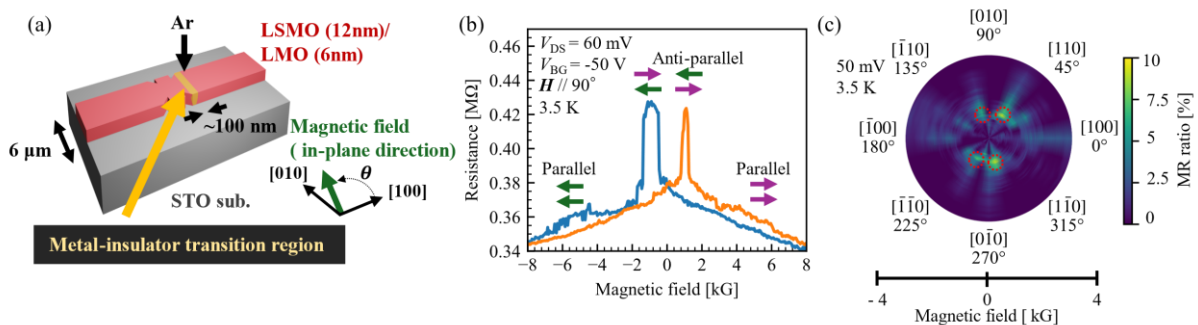 (a)
Ar
LSMO (12nm)/
LMO (6nm)
~100 nm
6 μm
Magnetic field
( in-plane direction)
[010]
θ
[100]
STO sub.
Metal-insulator transition region
(b)
0.46
0.44
0.42
0.40
0.38
0.36
0.34
Resistance [MΩ]
V_DS = 60 mV
V_BG = -50 V
H // 90°
3.5 K
Anti-parallel
Parallel
Parallel
-8 -6 -4 -2 0 2 4 6 8
Magnetic field [kG]
(c)
50 mV
3.5 K
[010]
90°
[1̄10]
135°
[110]
45°
[1̄00]
180°
[100]
0°
[1̄1̄0]
225°
[11̄0]
315°
[01̄0]
270°
10
7.5
5
2.5
0
MR ratio [%]
- 4 0 4
Magnetic field [ kG]